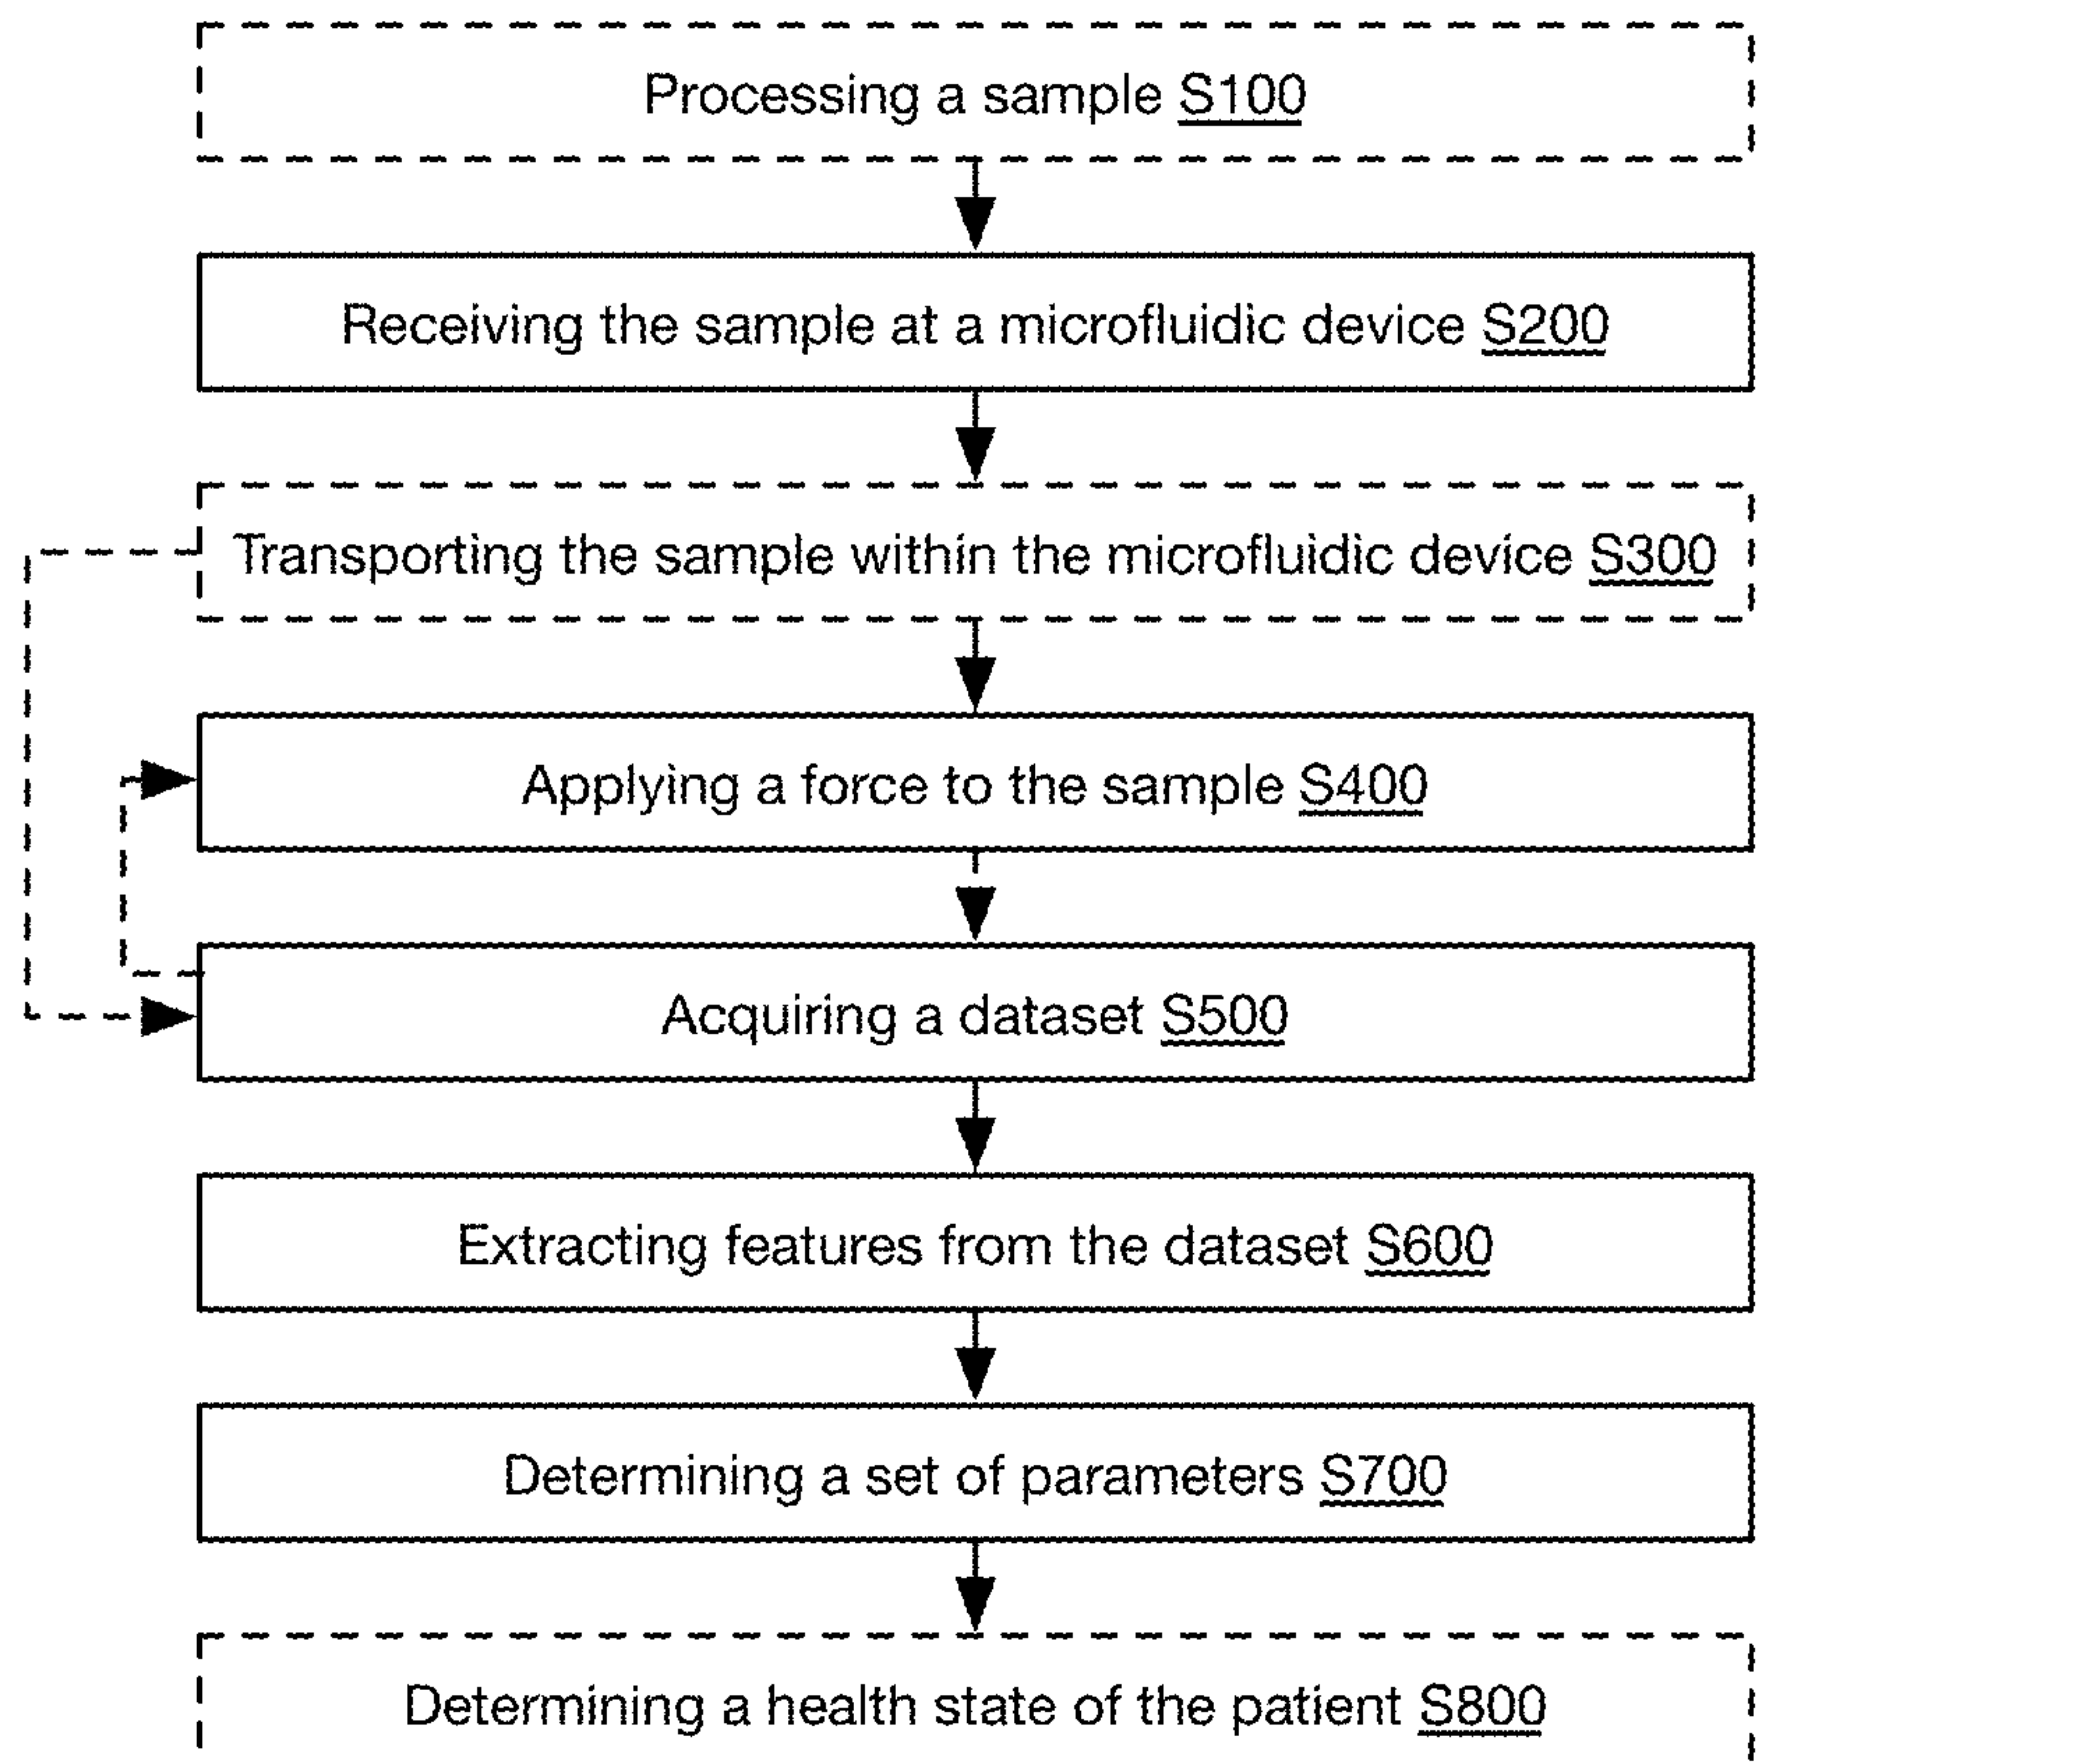 Processing a sample S100
Receiving the sample at a microfluidic device S200
Transporting the sample within the microfluidic device S300
Applying a force to the sample S400
Acquiring a dataset S500
Extracting features from the dataset S600
Determining a set of parameters S700
Determining a health state of the patient S800